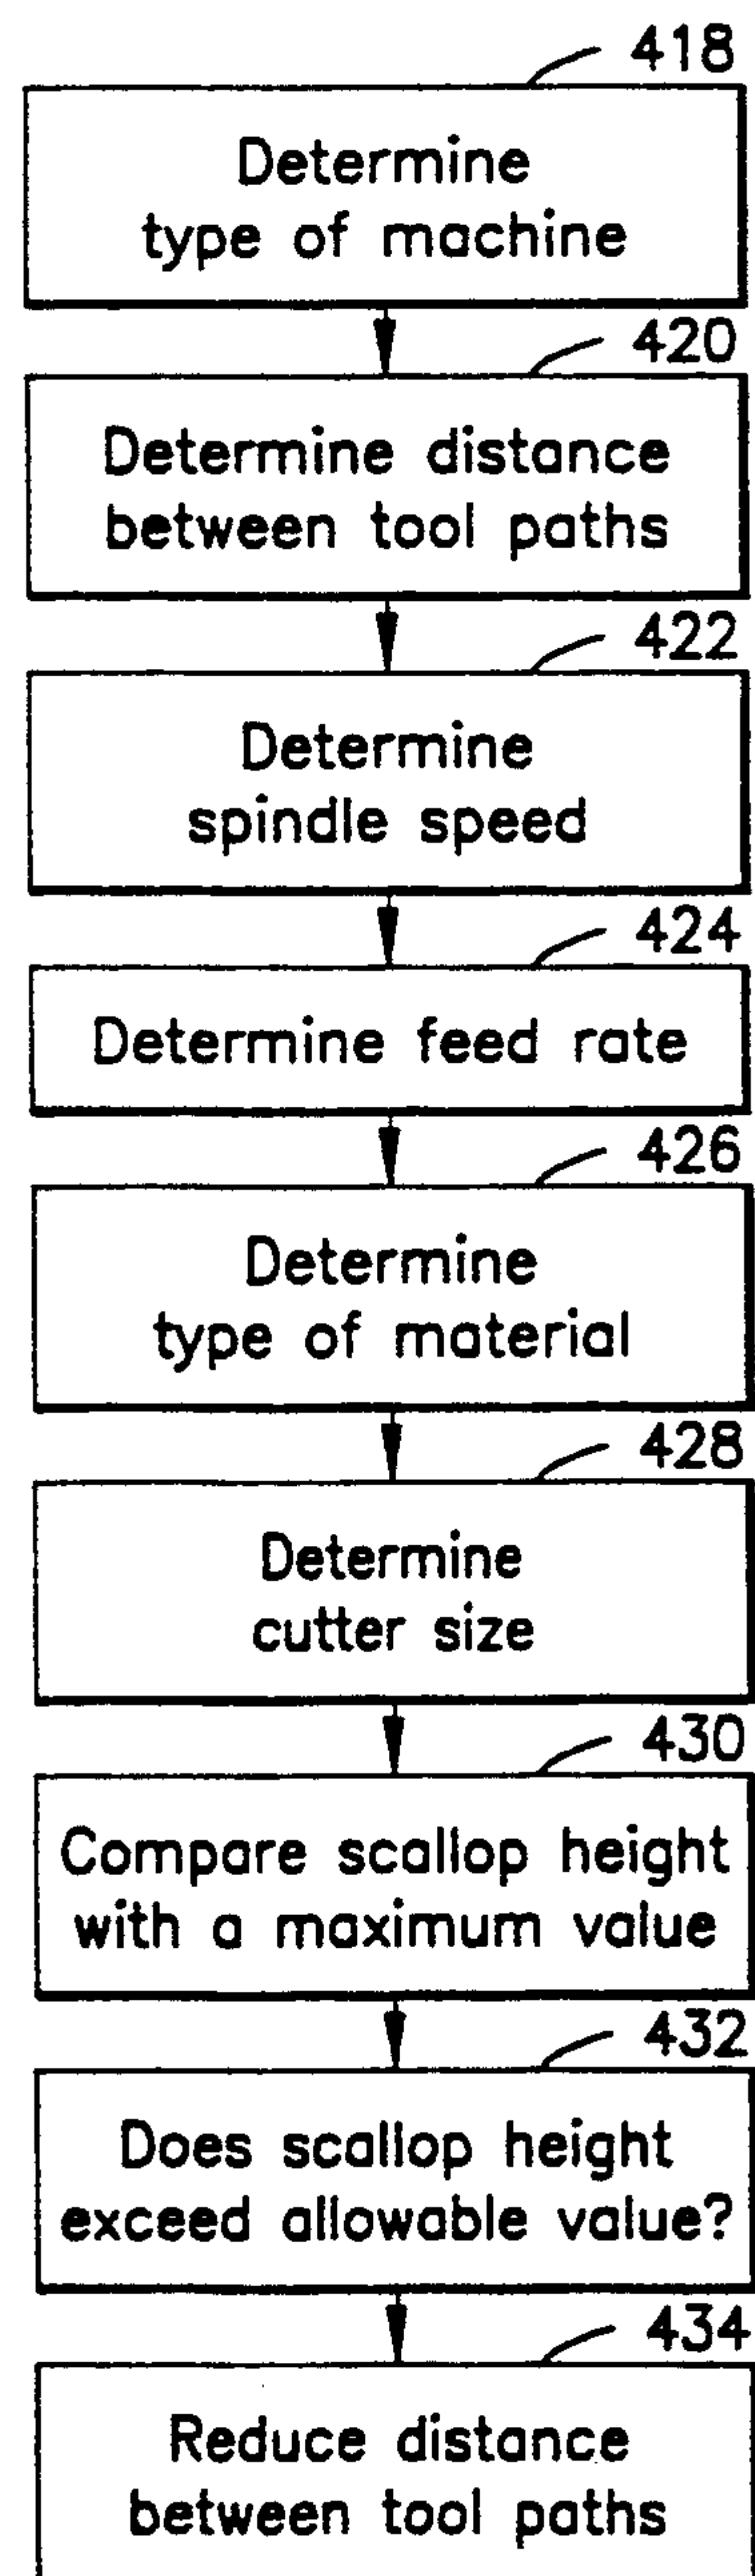 418
Determine
type of machine
420
Determine distance
between tool paths
422
Determine
spindle speed
424
Determine feed rate
426
Determine
type of material
428
Determine
cutter size
430
Compare scallop height
with a maximum value
432
Does scallop height
exceed allowable value?
434
Reduce distance
between tool paths